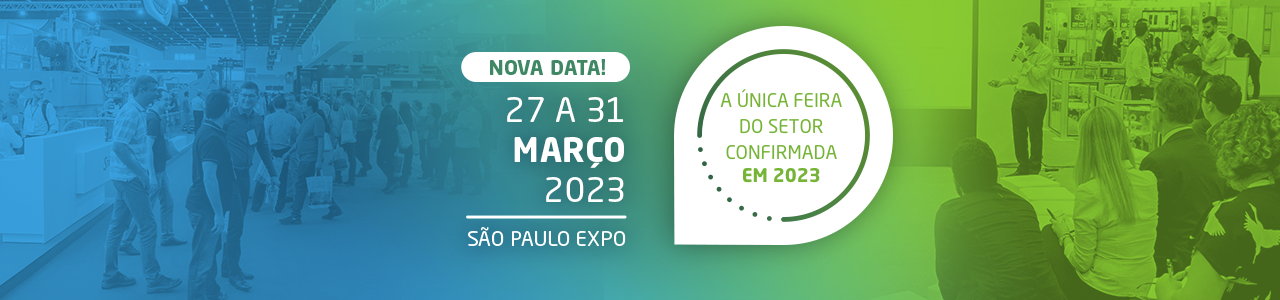 NOVA DATA!
27 A 31
MARÇO
2023
SÃO PAULO EXPO
A ÚNICA FEIRA
DO SETOR
CONFIRMADA
EM 2023